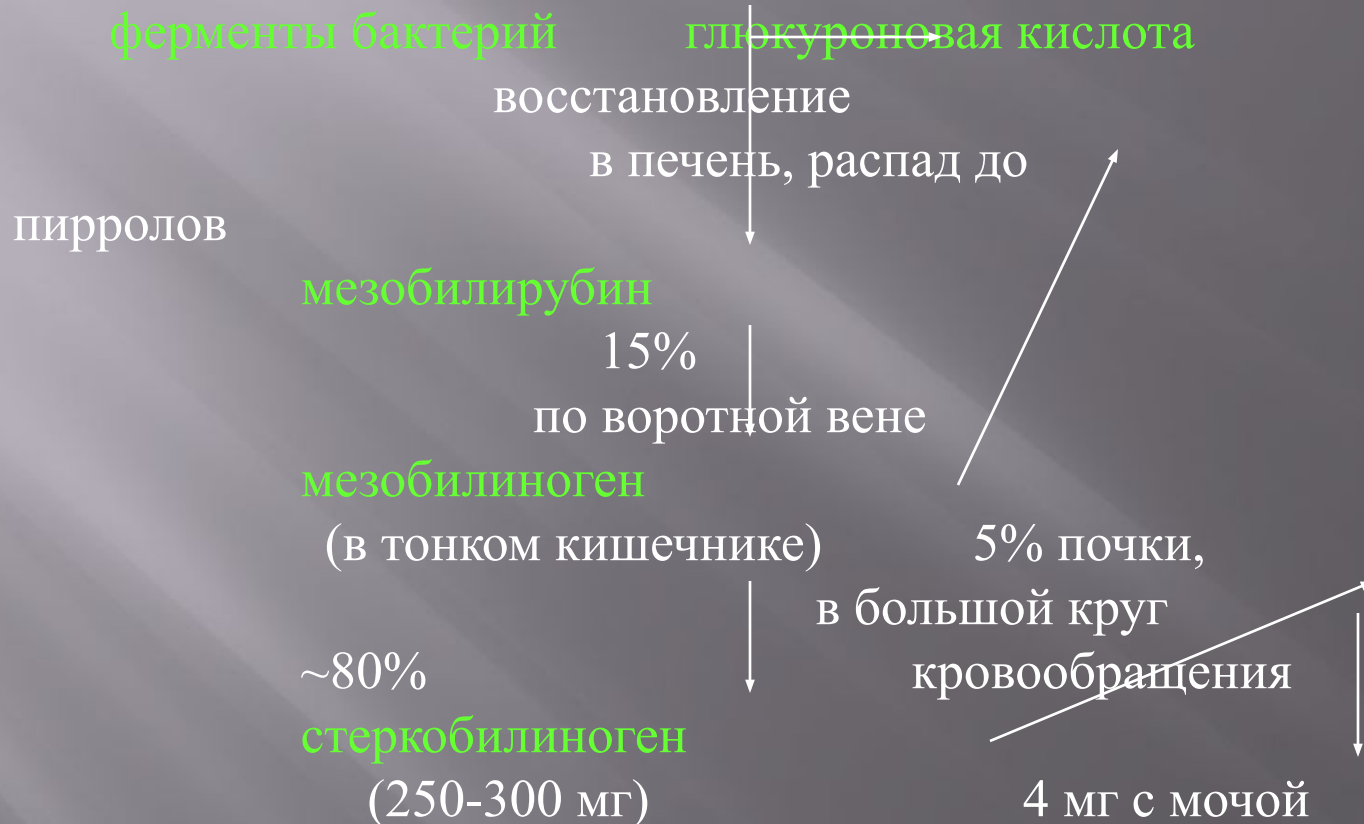 ферменты бактерий глюкуроновая кислота
восстановление
в печень, распад до
пирролов
мезобилирубин
15%
по воротной вене
мезобилиноген
(в тонком кишечнике) 5% почки,
в большой круг
~80% кровообращения
стеркобилиноген
(250-300 мг) 4 мг с мочой